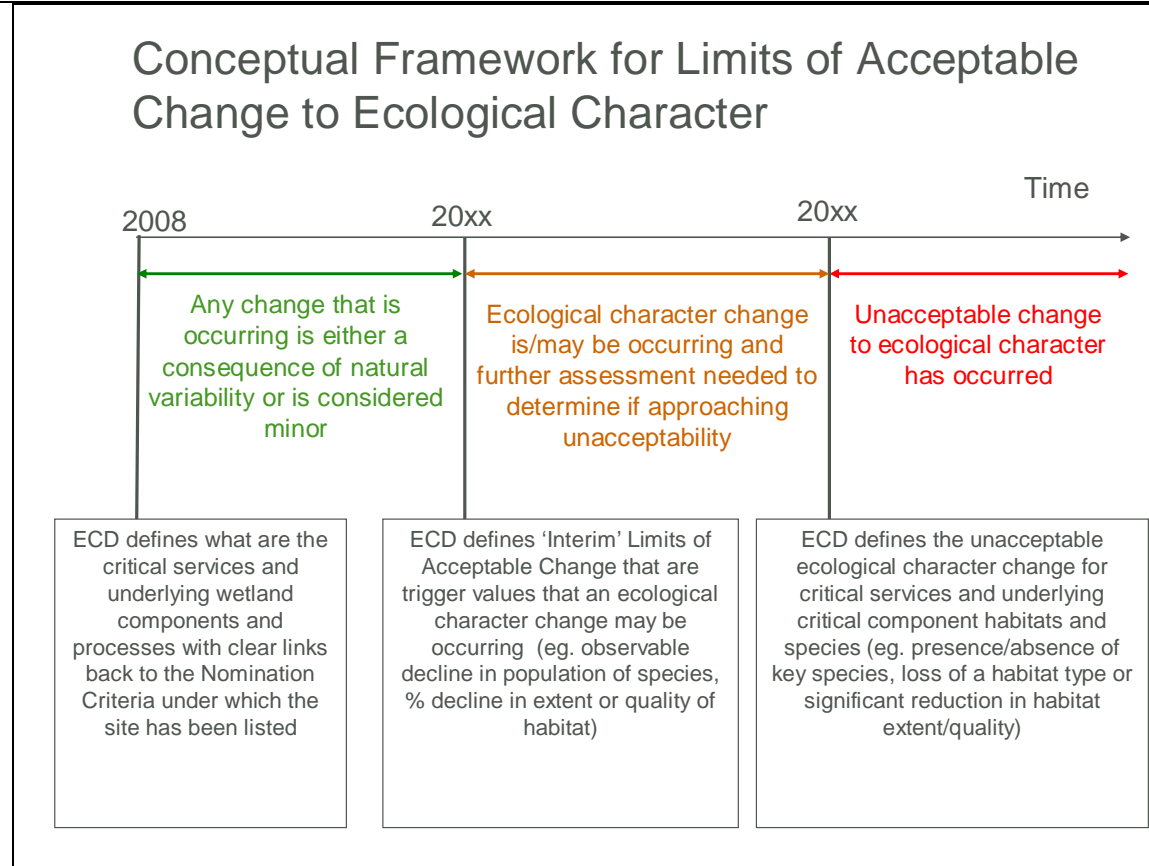 Conceptual Framework for Limits of Acceptable
Change to Ecological Character
Time
2008
20xx
20xx
Any change that is
occurring is either a
consequence of natural
variability or is considered
minor
Ecological character change
is/may be occurring and
further assessment needed to
determine if approaching
unacceptability
Unacceptable change
to ecological character
has occurred
ECD defines what are the
critical services and
underlying wetland
components and
processes with clear links
back to the Nomination
Criteria under which the
site has been listed
ECD defines ‘Interim’ Limits of
Acceptable Change that are
trigger values that an ecological
character change may be
occurring  (eg. observable
decline in population of species,
% decline in extent or quality of
habitat)
ECD defines the unacceptable
ecological character change for
critical services and underlying
critical component habitats and
species (eg. presence/absence of
key species, loss of a habitat type or
significant reduction in habitat
extent/quality)